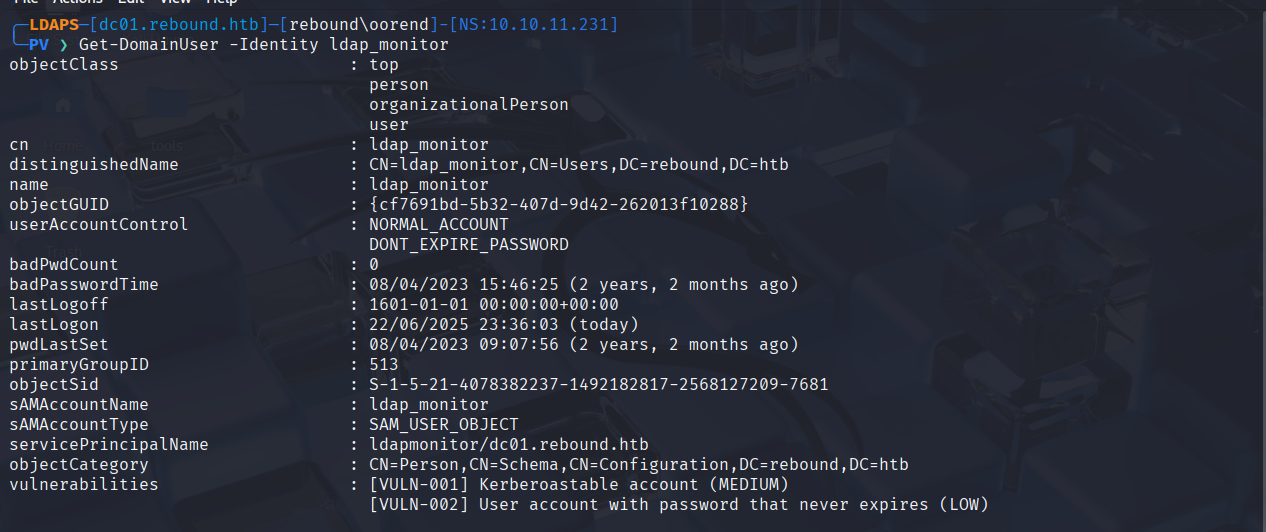 File Actions Edit View Help
┌─LDAPS─[dc01.rebound.htb]─[rebound\oorend]-[NS:10.10.11.231]
└─PV ❯ Get-DomainUser -Identity ldap_monitor
objectClass : top
person
organizationalPerson
user
cn : ldap_monitor
distinguishedName : CN=ldap_monitor,CN=Users,DC=rebound,DC=htb
name : ldap_monitor
objectGUID : {cf7691bd-5b32-407d-9d42-262013f10288}
userAccountControl : NORMAL_ACCOUNT
DONT_EXPIRE_PASSWORD
badPwdCount : 0
badPasswordTime : 08/04/2023 15:46:25 (2 years, 2 months ago)
lastLogoff : 1601-01-01 00:00:00+00:00
lastLogon : 22/06/2025 23:36:03 (today)
pwdLastSet : 08/04/2023 09:07:56 (2 years, 2 months ago)
primaryGroupID : 513
objectSid : S-1-5-21-4078382237-1492182817-2568127209-7681
sAMAccountName : ldap_monitor
sAMAccountType : SAM_USER_OBJECT
servicePrincipalName : ldapmonitor/dc01.rebound.htb
objectCategory : CN=Person,CN=Schema,CN=Configuration,DC=rebound,DC=htb
vulnerabilities : [VULN-001] Kerberoastable account (MEDIUM)
[VULN-002] User account with password that never expires (LOW)